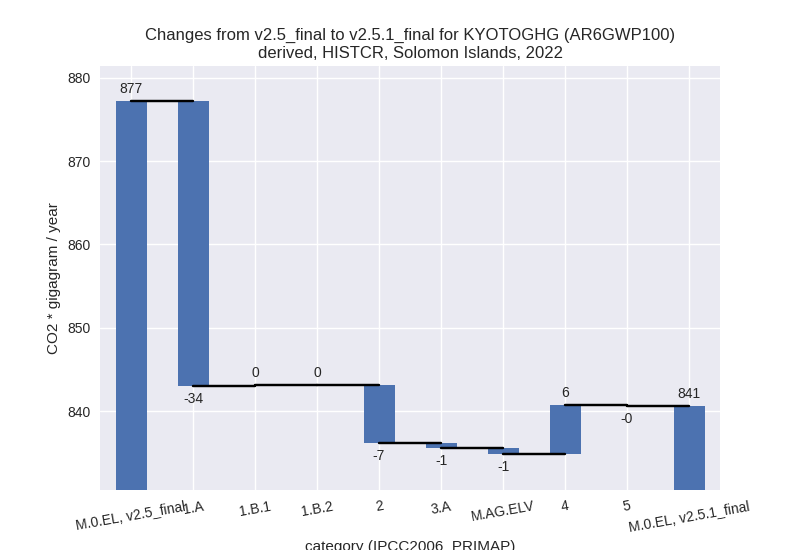 Changes from v2.5_final to v2.5.1_final for KYOTOGHG (AR6GWP100)
derived, HISTCR, Solomon Islands, 2022
880
870
860
850
840
CO2 * gigagram / year
877
-34
0
0
-7
-1
-1
6
-0
841
M.0.EL, v2.5_final
1.A
1.B.1
1.B.2
2
3.A
M.AG.ELV
4
5
M.0.EL, v2.5.1_final
category (IPCC2006_PRIMAP)